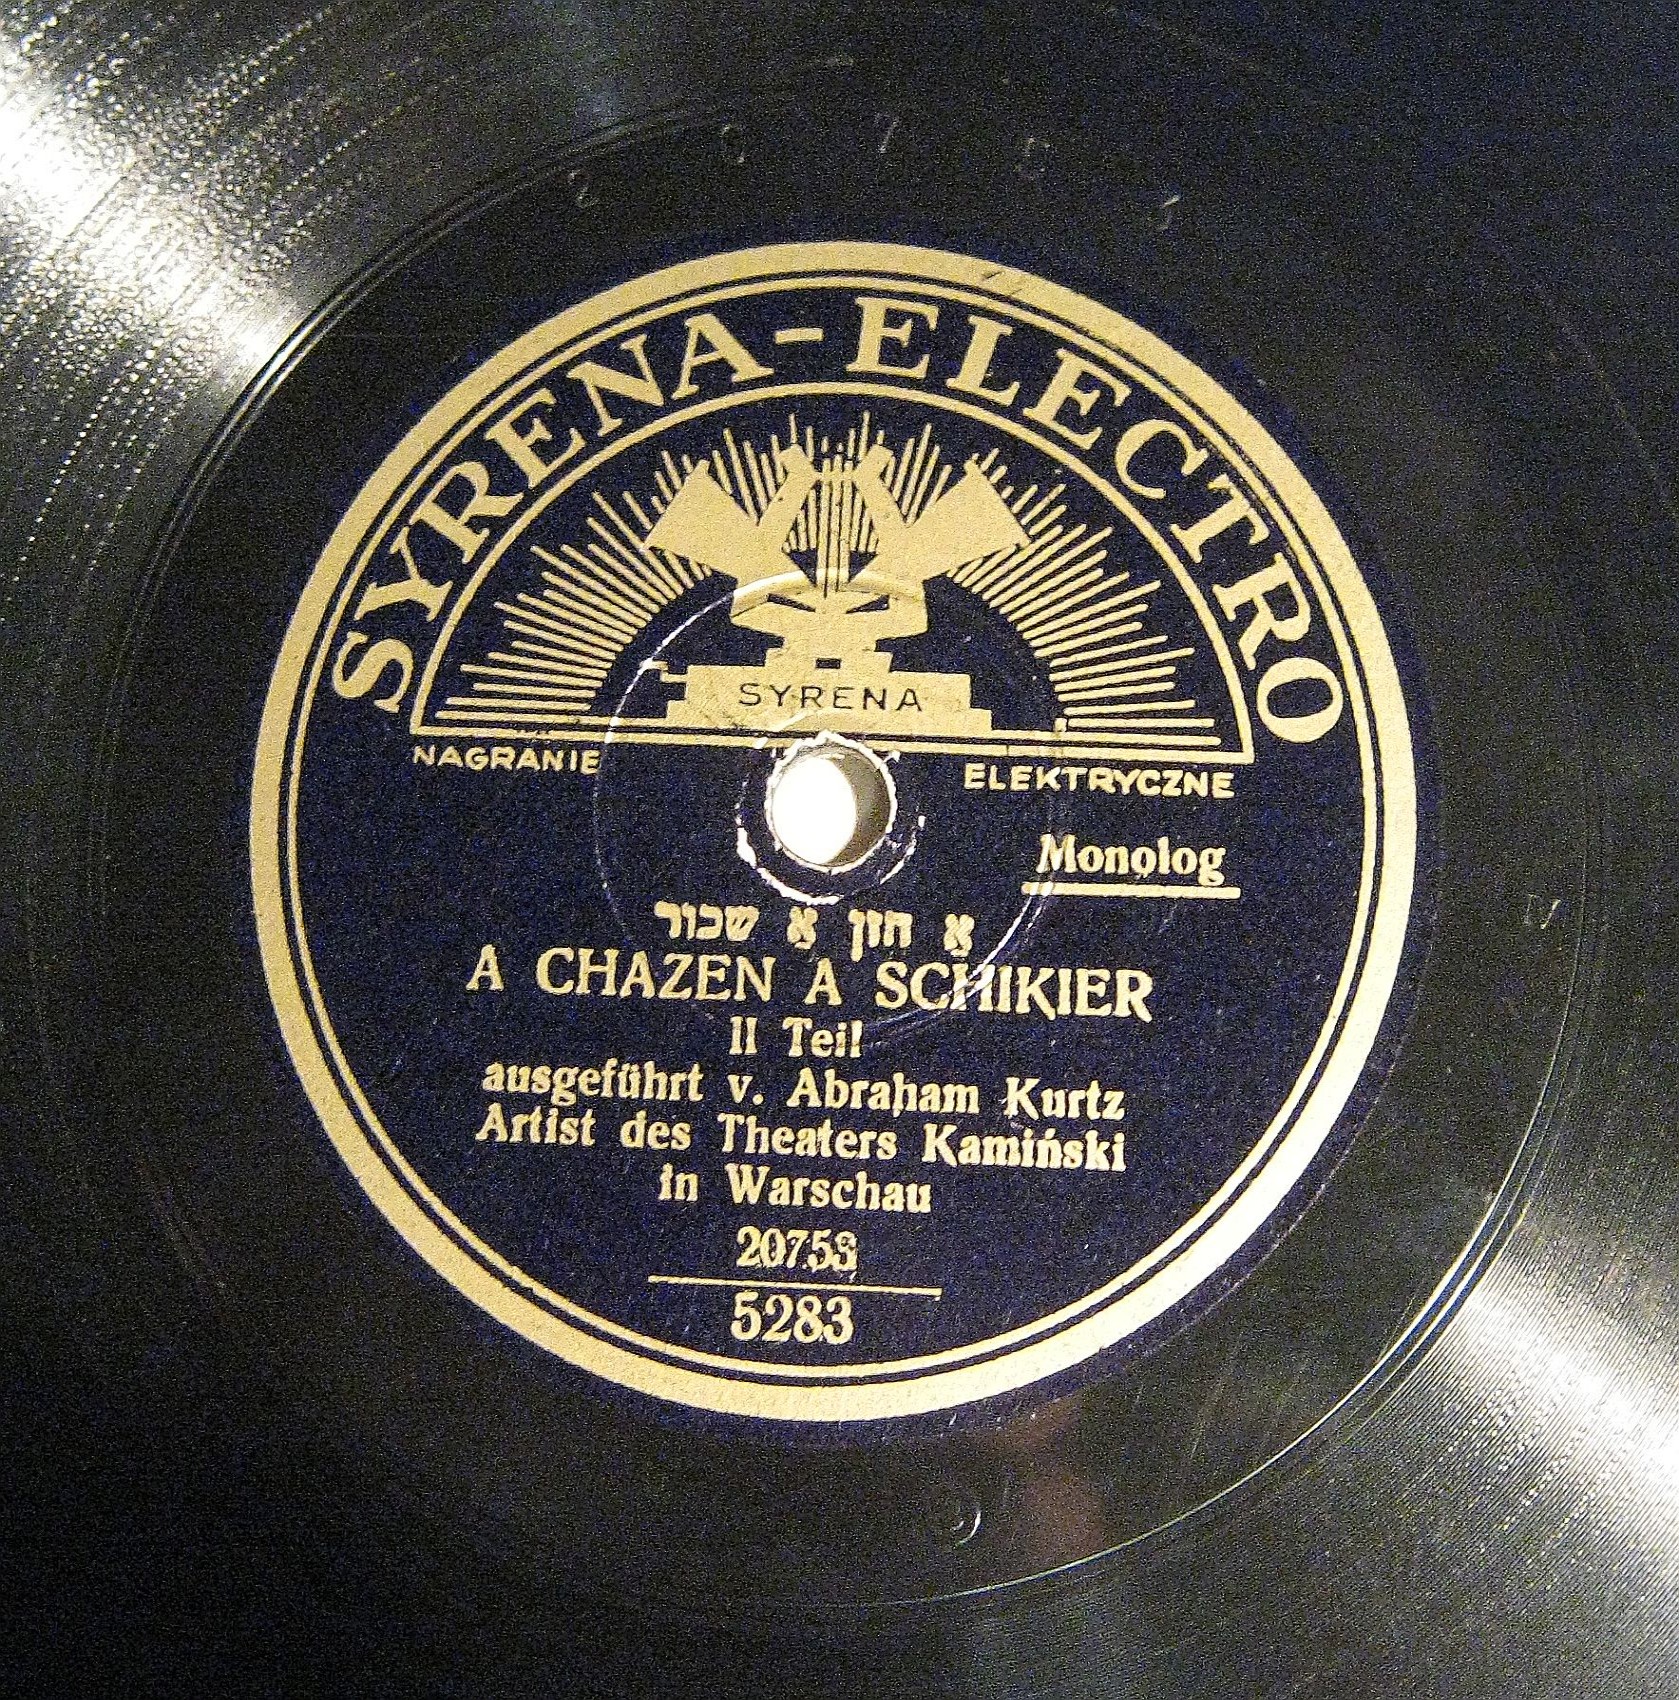 SYRENA-ELECTRO
SYRENA
NAGRANIE ELEKTRYCZNE
Monolog
א חזן א שכור
A CHAZEN A SCHIKIER
II Teil
ausgeführt v. Abraham Kurtz
Artist des Theaters Kamiński
in Warschau
5283